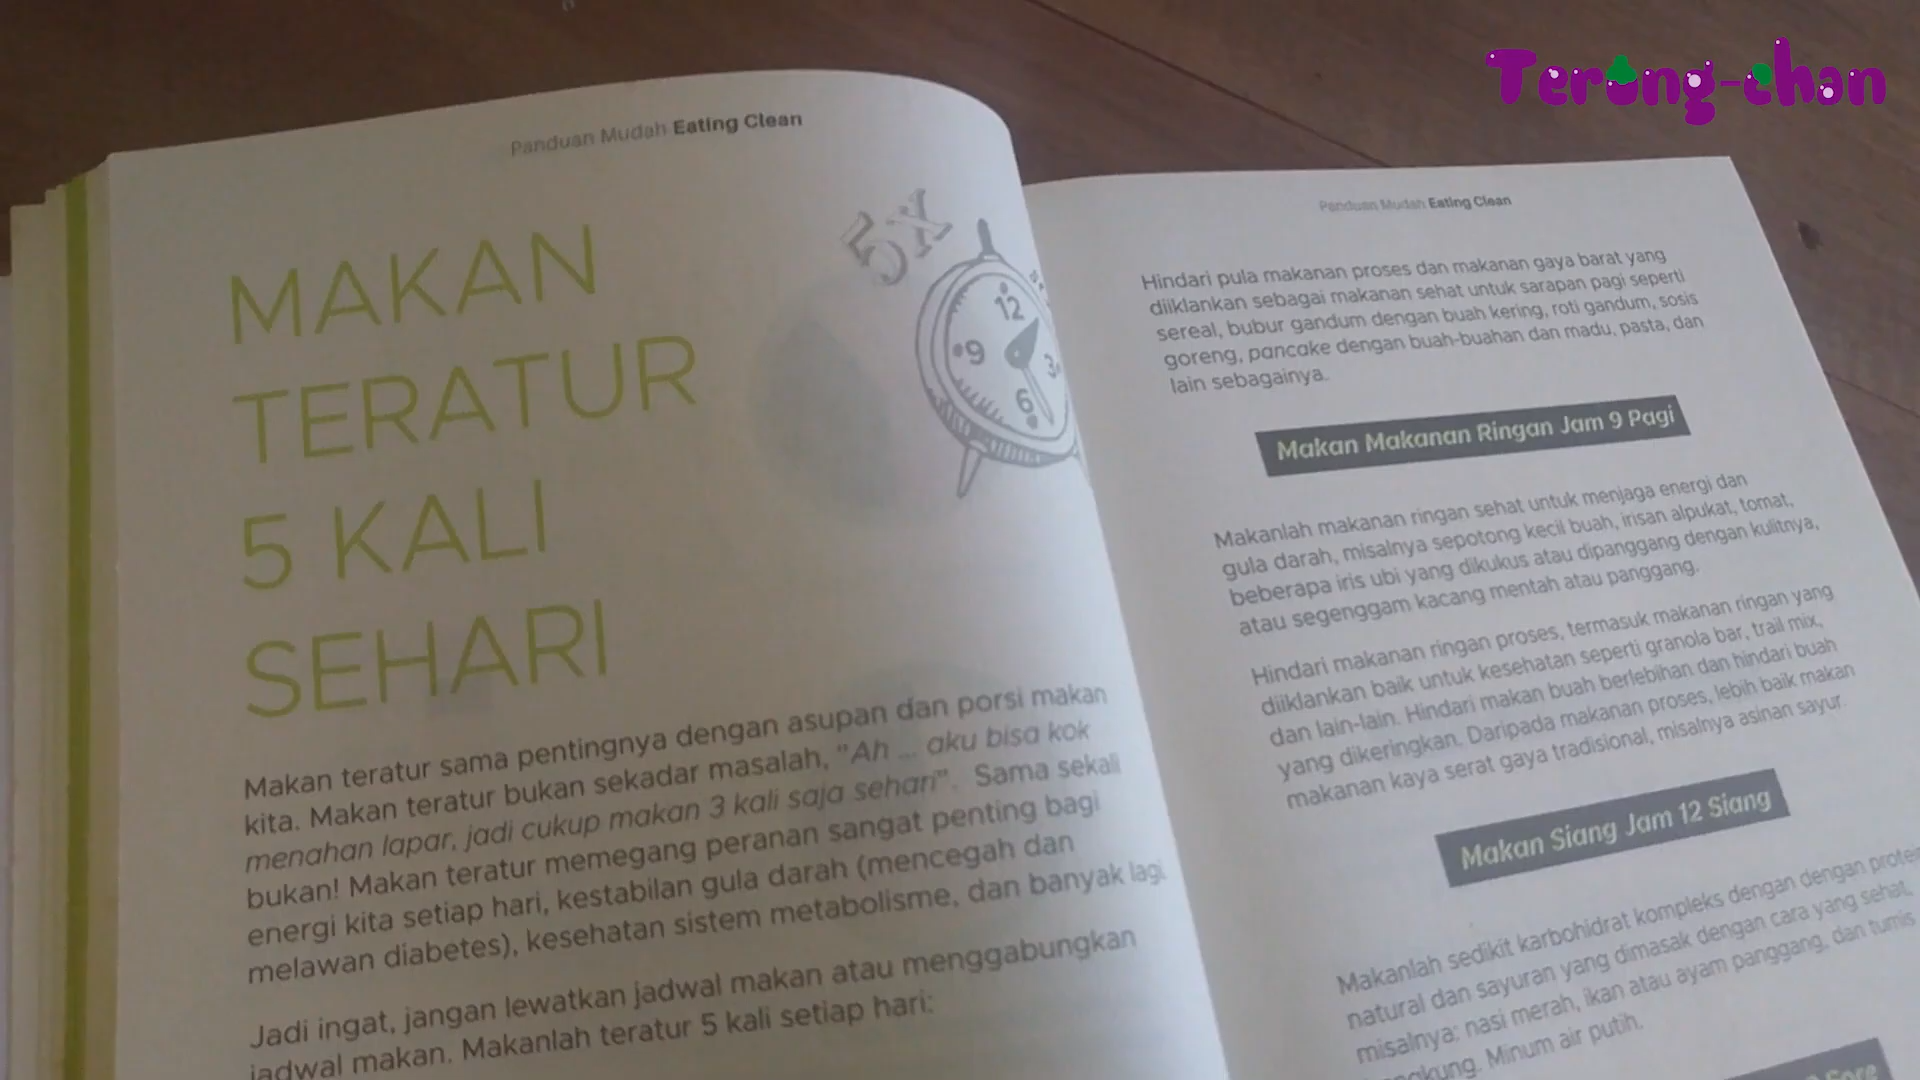 Terong-chan
Panduan Mudah Eating Clean
5x
12
9
3
6
MAKAN
TERATUR
5 KALI
SEHARI
Makan teratur sama pentingnya dengan asupan dan porsi makan
kita. Makan teratur bukan sekadar masalah, "Ah ... aku bisa kok
menahan lapar, jadi cukup makan 3 kali saja sehari". Sama sekali
bukan! Makan teratur memegang peranan sangat penting bagi
energi kita setiap hari, kestabilan gula darah (mencegah dan
melawan diabetes), kesehatan sistem metabolisme, dan banyak lagi
Jadi ingat, jangan lewatkan jadwal makan atau menggabungkan
jadwal makan. Makanlah teratur 5 kali setiap hari:
Panduan Mudah Eating Clean
Hindari pula makanan proses dan makanan gaya barat yang
diiklankan sebagai makanan sehat untuk sarapan pagi seperti
sereal, bubur gandum dengan buah kering, roti gandum, sosis
goreng, pancake dengan buah-buahan dan madu, pasta, dan
lain sebagainya.
Makan Makanan Ringan Jam 9 Pagi
Makanlah makanan ringan sehat untuk menjaga energi dan
gula darah, misalnya sepotong kecil buah, irisan alpukat, tomat,
beberapa iris ubi yang dikukus atau dipanggang dengan kulitnya,
atau segenggam kacang mentah atau panggang.
Hindari makanan ringan proses, termasuk makanan ringan yang
diiklankan baik untuk kesehatan seperti granola bar, trail mix,
dan lain-lain. Hindari makan buah berlebihan dan hindari buah
yang dikeringkan. Daripada makanan proses, lebih baik makan
makanan kaya serat gaya tradisional, misalnya asinan sayur.
Makan Siang Jam 12 Siang
Makanlah sedikit karbohidrat kompleks dengan dengan protein
natural dan sayuran yang dimasak dengan cara yang sehat,
misalnya: nasi merah, ikan atau ayam panggang, dan tumis
Minum air putih.
Sore